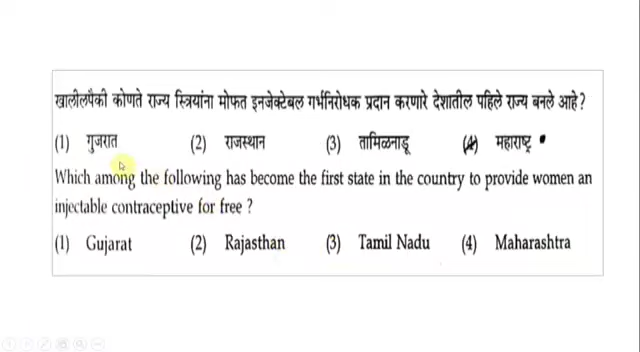 खालीलपैकी कोणते राज्य स्त्रियांना मोफत इनजेक्टेबल गर्भनिरोधक प्रदान करणारे देशातील पहिले राज्य बनले आहे?
(1) गुजरात (2) राजस्थान (3) तामिळनाडू (4) महाराष्ट्र
Which among the following has become the first state in the country to provide women an
injectable contraceptive for free ?
(1) Gujarat (2) Rajasthan (3) Tamil Nadu (4) Maharashtra